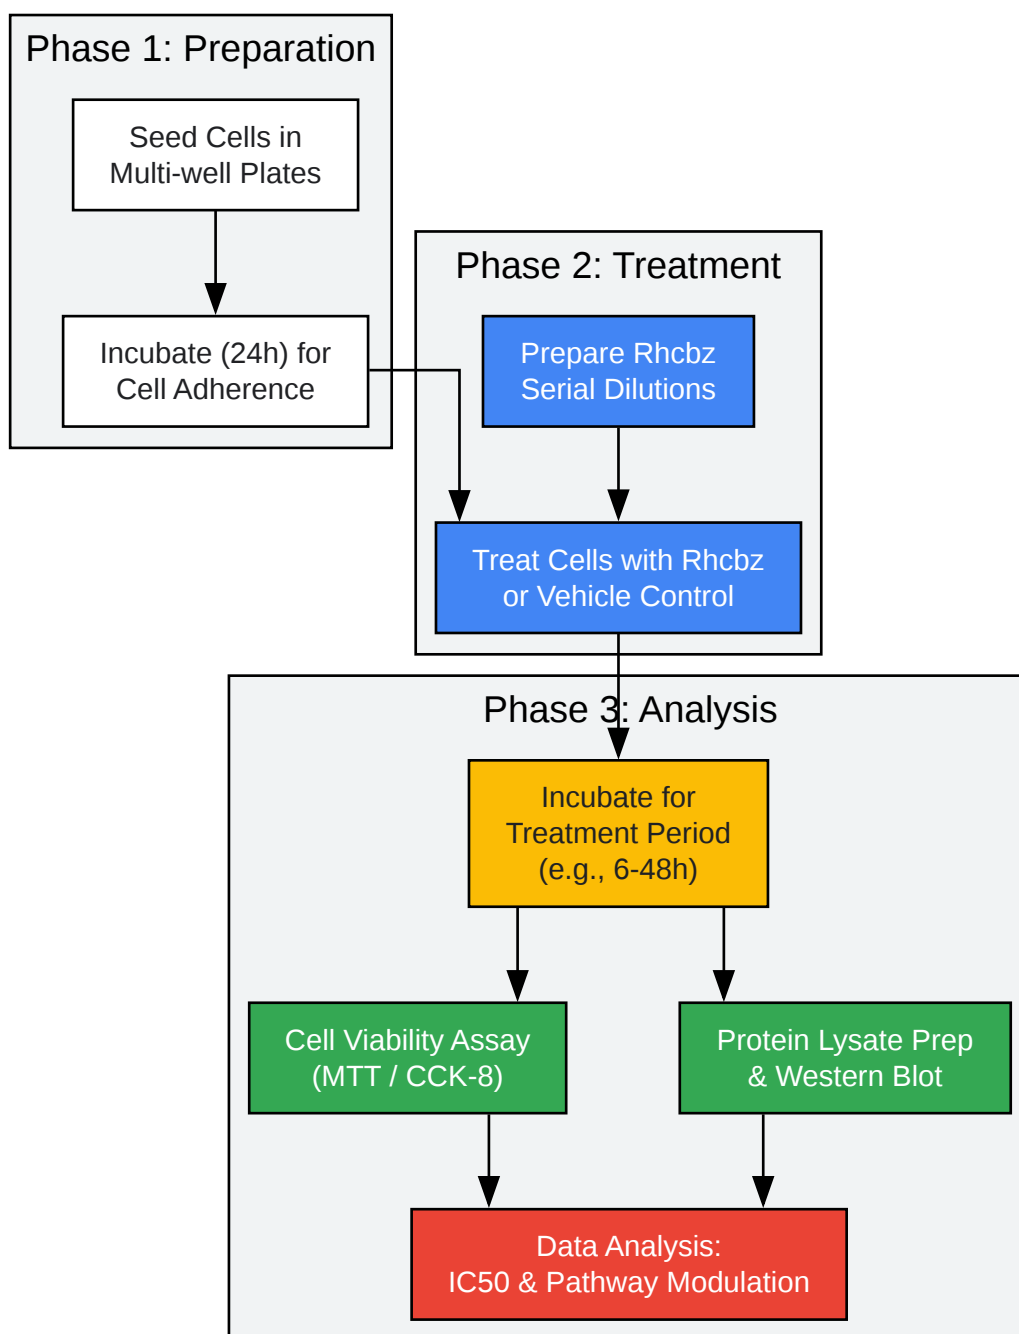 Phase 1: Preparation
Seed Cells in
Multi-well Plates
Incubate (24h) for
Cell Adherence
Phase 2: Treatment
Prepare Rhcbz
Serial Dilutions
Treat Cells with Rhcbz
or Vehicle Control
Phase 3: Analysis
Incubate for
Treatment Period
(e.g., 6-48h)
Cell Viability Assay
(MTT / CCK-8)
Protein Lysate Prep
& Western Blot
Data Analysis:
IC50 & Pathway Modulation